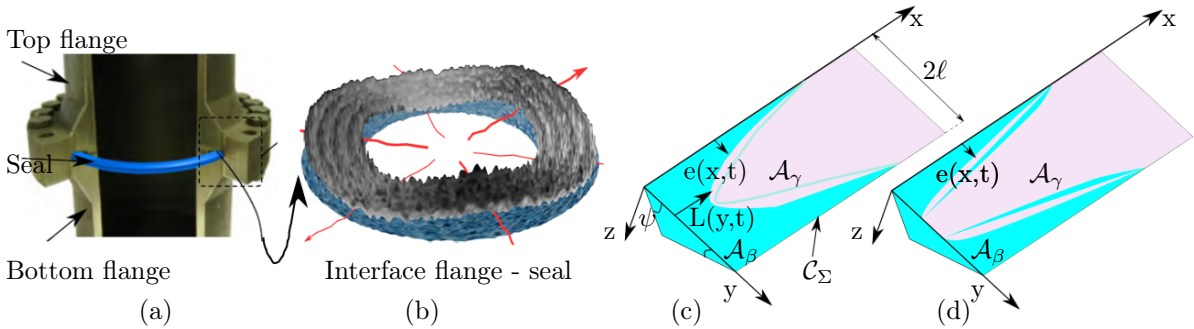 Top flange
Seal
Bottom flange
(a)
Interface flange - seal
(b)
x
2ℓ
e(x,t)
𝒜γ
ψ
L(y,t)
z
𝒜β
y
𝒞Σ
(c)
x
e(x,t)
𝒜γ
z
𝒜β
y
(d)